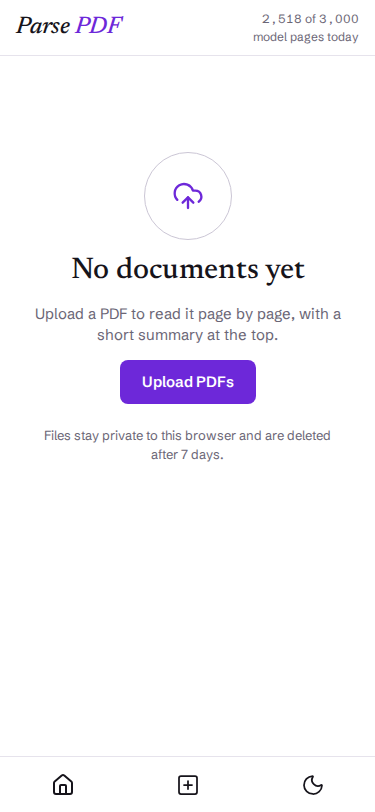 Parse PDF
2,518 of 3,000
model pages today
No documents yet
Upload a PDF to read it page by page, with a
short summary at the top.
Upload PDFs
Files stay private to this browser and are deleted
after 7 days.